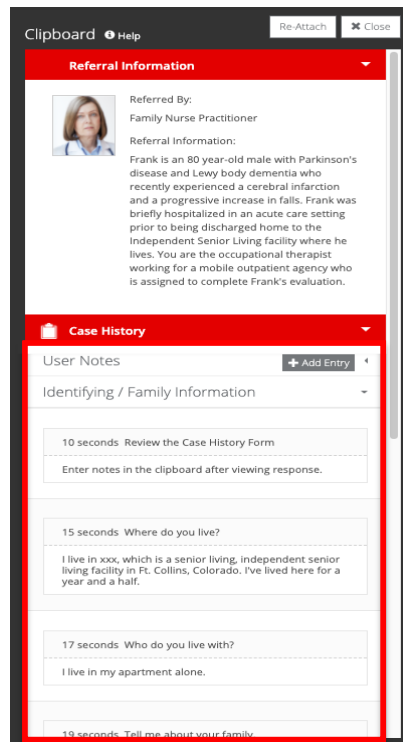 Clipboard Help
Re-Attach
Close
Referral Information
Referred By:
Family Nurse Practitioner
Referral Information:
Frank is an 80 year-old male with Parkinson's
disease and Lewy body dementia who
recently experienced a cerebral infarction
and a progressive increase in falls. Frank was
briefly hospitalized in an acute care setting
prior to being discharged home to the
Independent Senior Living facility where he
lives. You are the occupational therapist
working for a mobile outpatient agency who
is assigned to complete Frank's evaluation.
Case History
User Notes
+ Add Entry
Identifying / Family Information
10 seconds Review the Case History Form
Enter notes in the clipboard after viewing response.
15 seconds Where do you live?
I live in xxx, which is a senior living, independent senior
living facility in Ft. Collins, Colorado. I've lived here for a
year and a half.
17 seconds Who do you live with?
I live in my apartment alone.
19 seconds Tell me about your family.